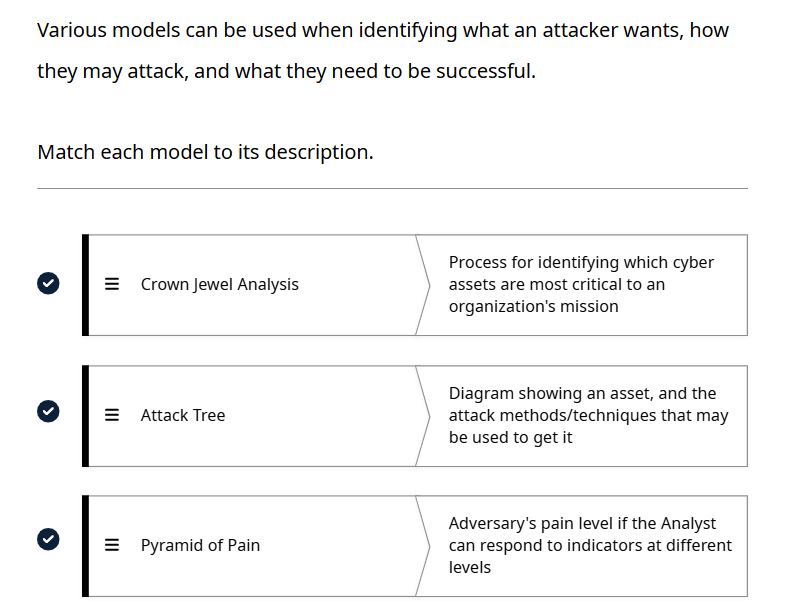 Various models can be used when identifying what an attacker wants, how
they may attack, and what they need to be successful.
Match each model to its description.
Crown Jewel Analysis
Process for identifying which cyber
assets are most critical to an
organization's mission
Attack Tree
Diagram showing an asset, and the
attack methods/techniques that may
be used to get it
Pyramid of Pain
Adversary's pain level if the Analyst
can respond to indicators at different
levels